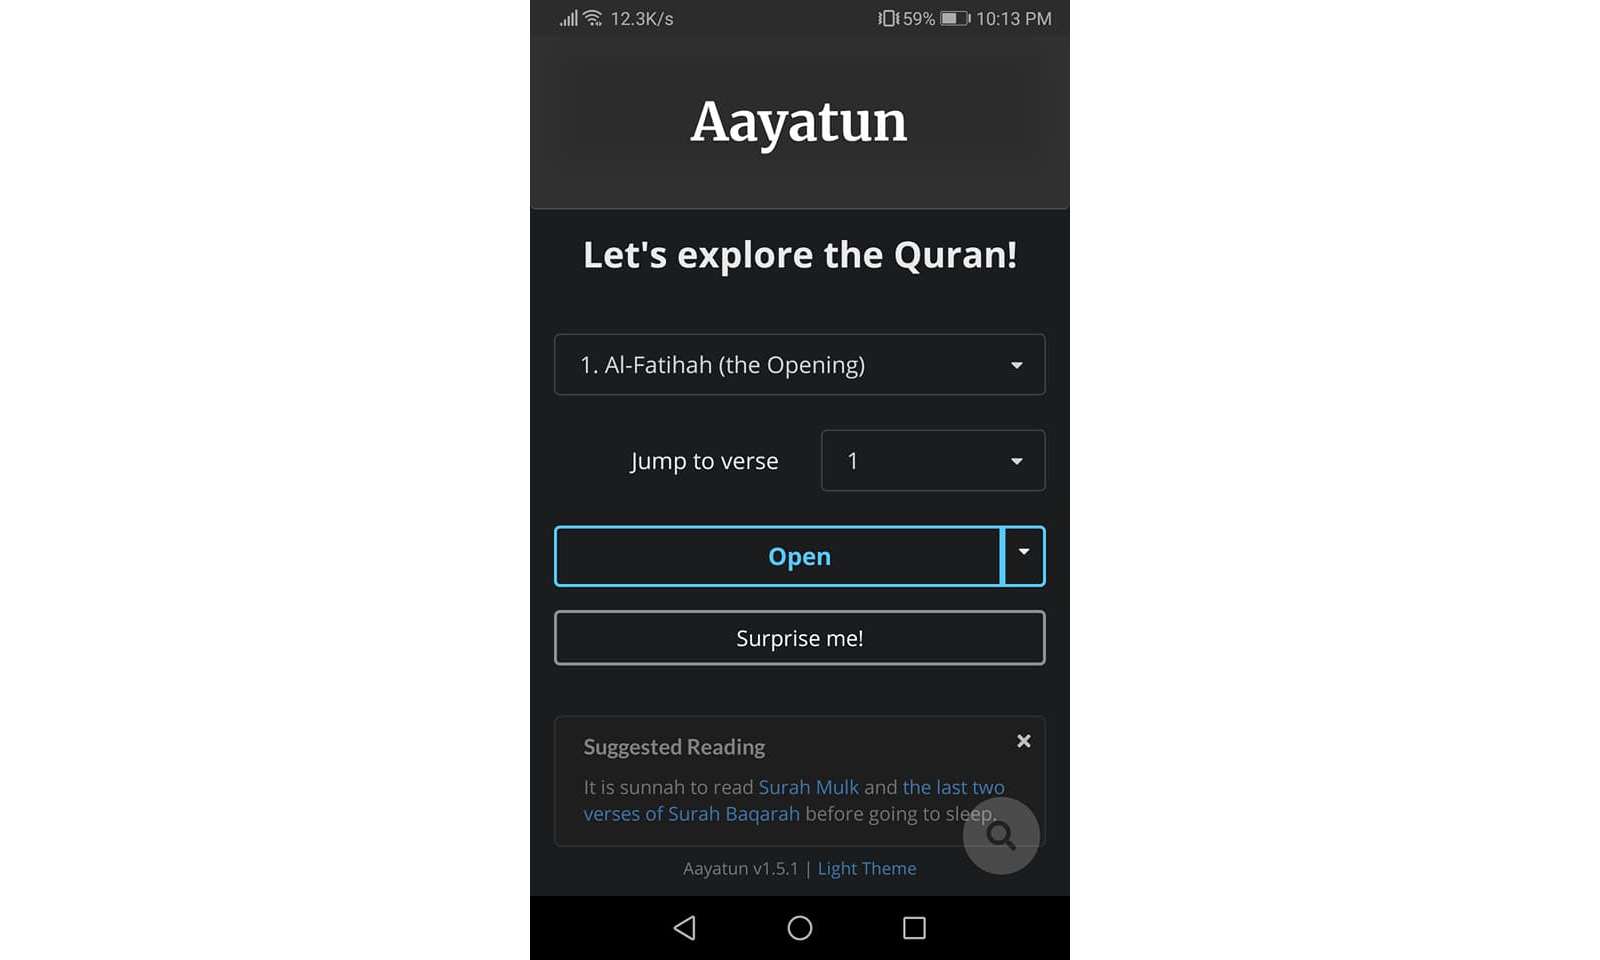 12.3K/s 59% 10:13 PM
Aayatun
Let's explore the Quran!
1. Al-Fatihah (the Opening)
Jump to verse 1
Open
Surprise me!
Suggested Reading
It is sunnah to read Surah Mulk and the last two
verses of Surah Baqarah before going to sleep.
Aayatun v1.5.1 | Light Theme